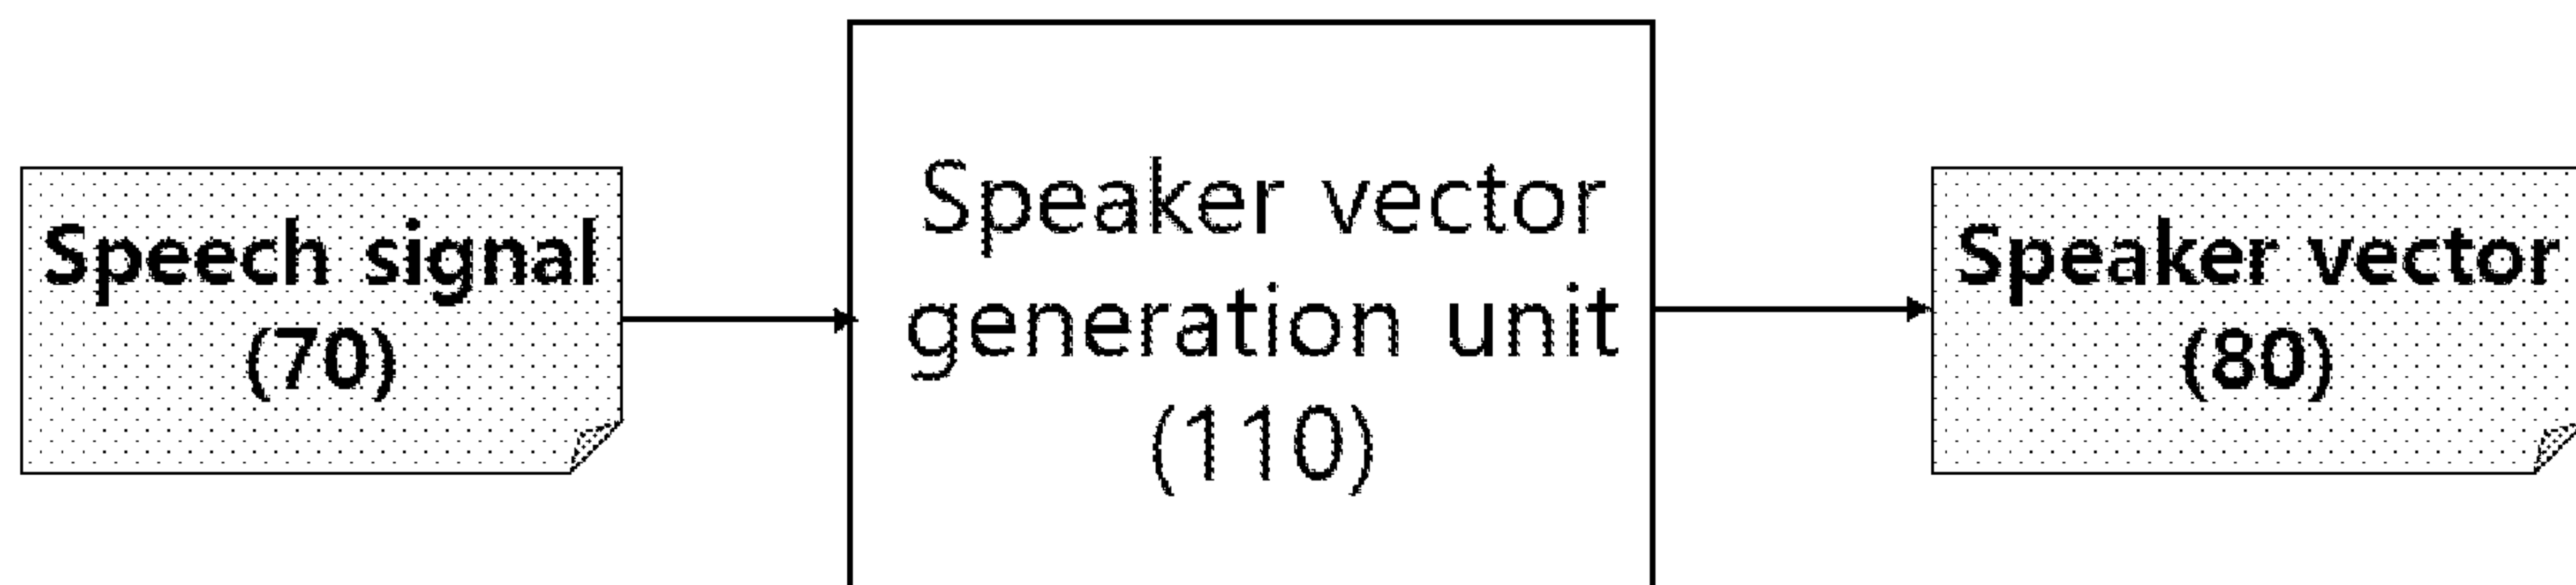 Speech signal
(70)
Speaker vector
generation unit
(110)
Speaker vector
(80)